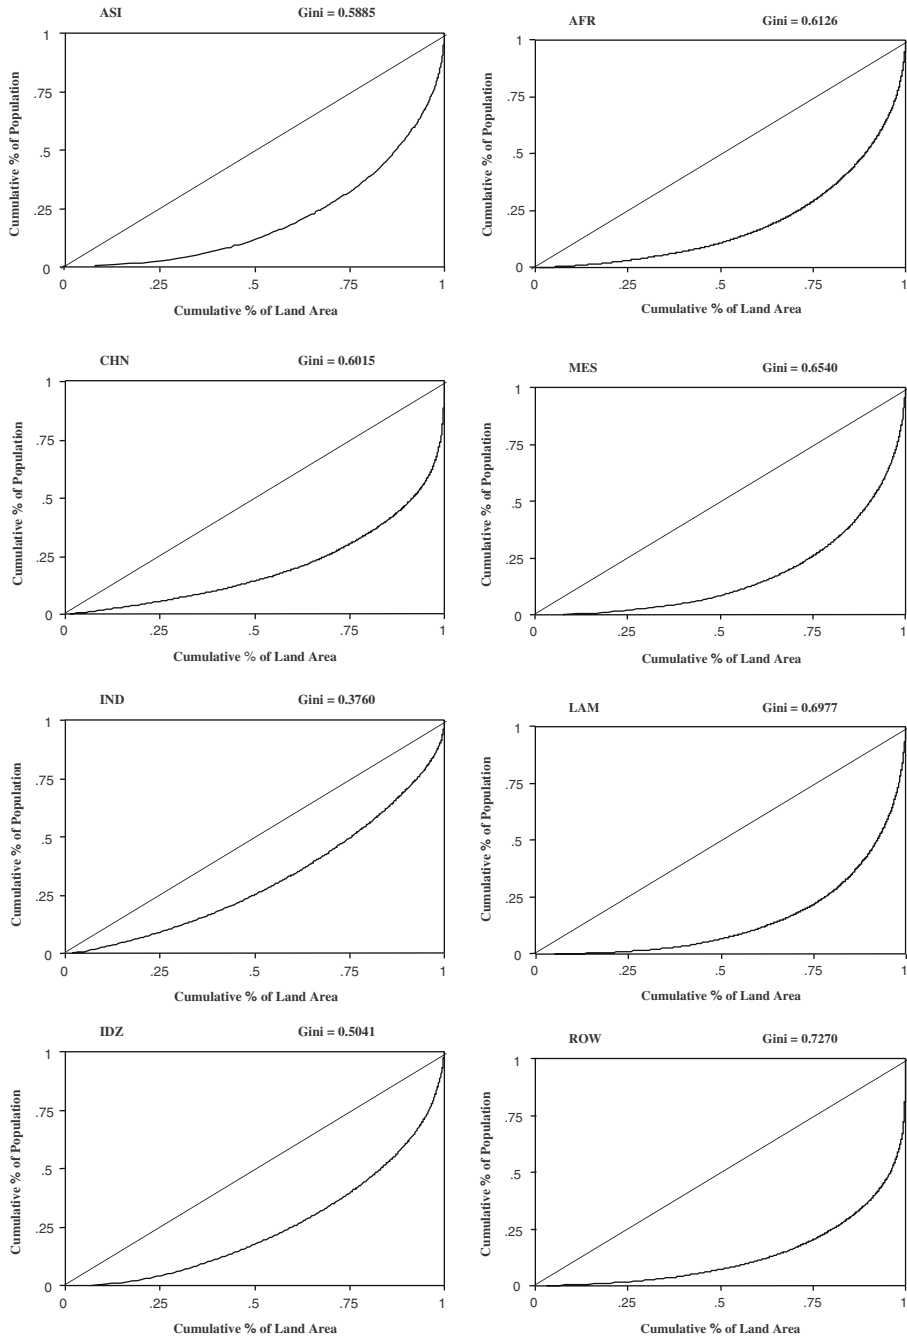 ASI Gini = 0.5885
1
.75
.5
.25
0
Cumulative % of Population
0 .25 .5 .75 1
Cumulative % of Land Area
AFR Gini = 0.6126
1
.75
.5
.25
0
Cumulative % of Population
0 .25 .5 .75 1
Cumulative % of Land Area
CHN Gini = 0.6015
1
.75
.5
.25
0
Cumulative % of Population
0 .25 .5 .75 1
Cumulative % of Land Area
MES Gini = 0.6540
1
.75
.5
.25
0
Cumulative % of Population
0 .25 .5 .75 1
Cumulative % of Land Area
IND Gini = 0.3760
1
.75
.5
.25
0
Cumulative % of Population
0 .25 .5 .75 1
Cumulative % of Land Area
LAM Gini = 0.6977
1
.75
.5
.25
0
Cumulative % of Population
0 .25 .5 .75 1
Cumulative % of Land Area
IDZ Gini = 0.5041
1
.75
.5
.25
0
Cumulative % of Population
0 .25 .5 .75 1
Cumulative % of Land Area
ROW Gini = 0.7270
1
.75
.5
.25
0
Cumulative % of Population
0 .25 .5 .75 1
Cumulative % of Land Area